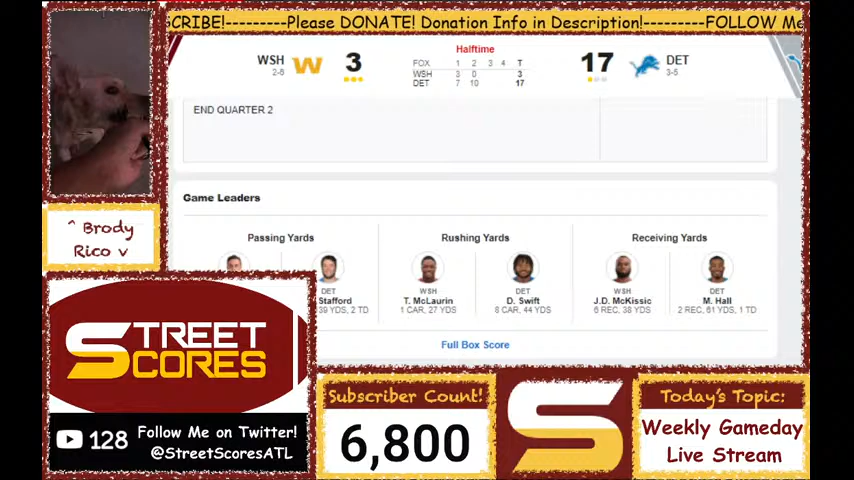 SCRIBE!---------Please DONATE! Donation Info in Description!---------FOLLOW Me
Halftime
WSH
2-6
3
FOX 1 2 3 4 T
WSH 3 0 3
DET 7 10 17
17
DET
3-5
END QUARTER 2
Game Leaders
Passing Yards
Rushing Yards
Receiving Yards
DET
Stafford
39 YDS, 2 TD
WSH
T. McLaurin
1 CAR, 27 YDS
DET
D. Swift
8 CAR, 44 YDS
WSH
J.D. McKissic
6 REC, 38 YDS
DET
M. Hall
2 REC, 61 YDS, 1 TD
Full Box Score
^ Brody
Rico v
STREET
SCORES
128
Follow Me on Twitter!
@StreetScoresATL
Subscriber Count!
6,800
S
Today's Topic:
Weekly Gameday
Live Stream